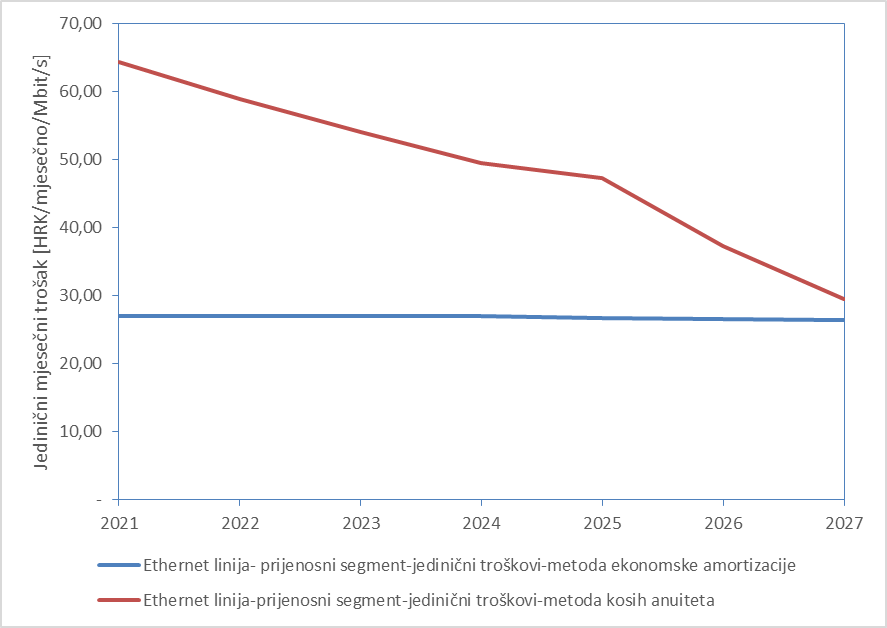 70,00
60,00
50,00
40,00
30,00
20,00
10,00
-
Jedinični mjesečni trošak [HRK/mjesečno/Mbit/s]
2021 2022 2023 2024 2025 2026 2027
Ethernet linija- prijenosni segment-jedinični troškovi-metoda ekonomske amortizacije
Ethernet linija-prijenosni segment-jedinični troškovi-metoda kosih anuiteta